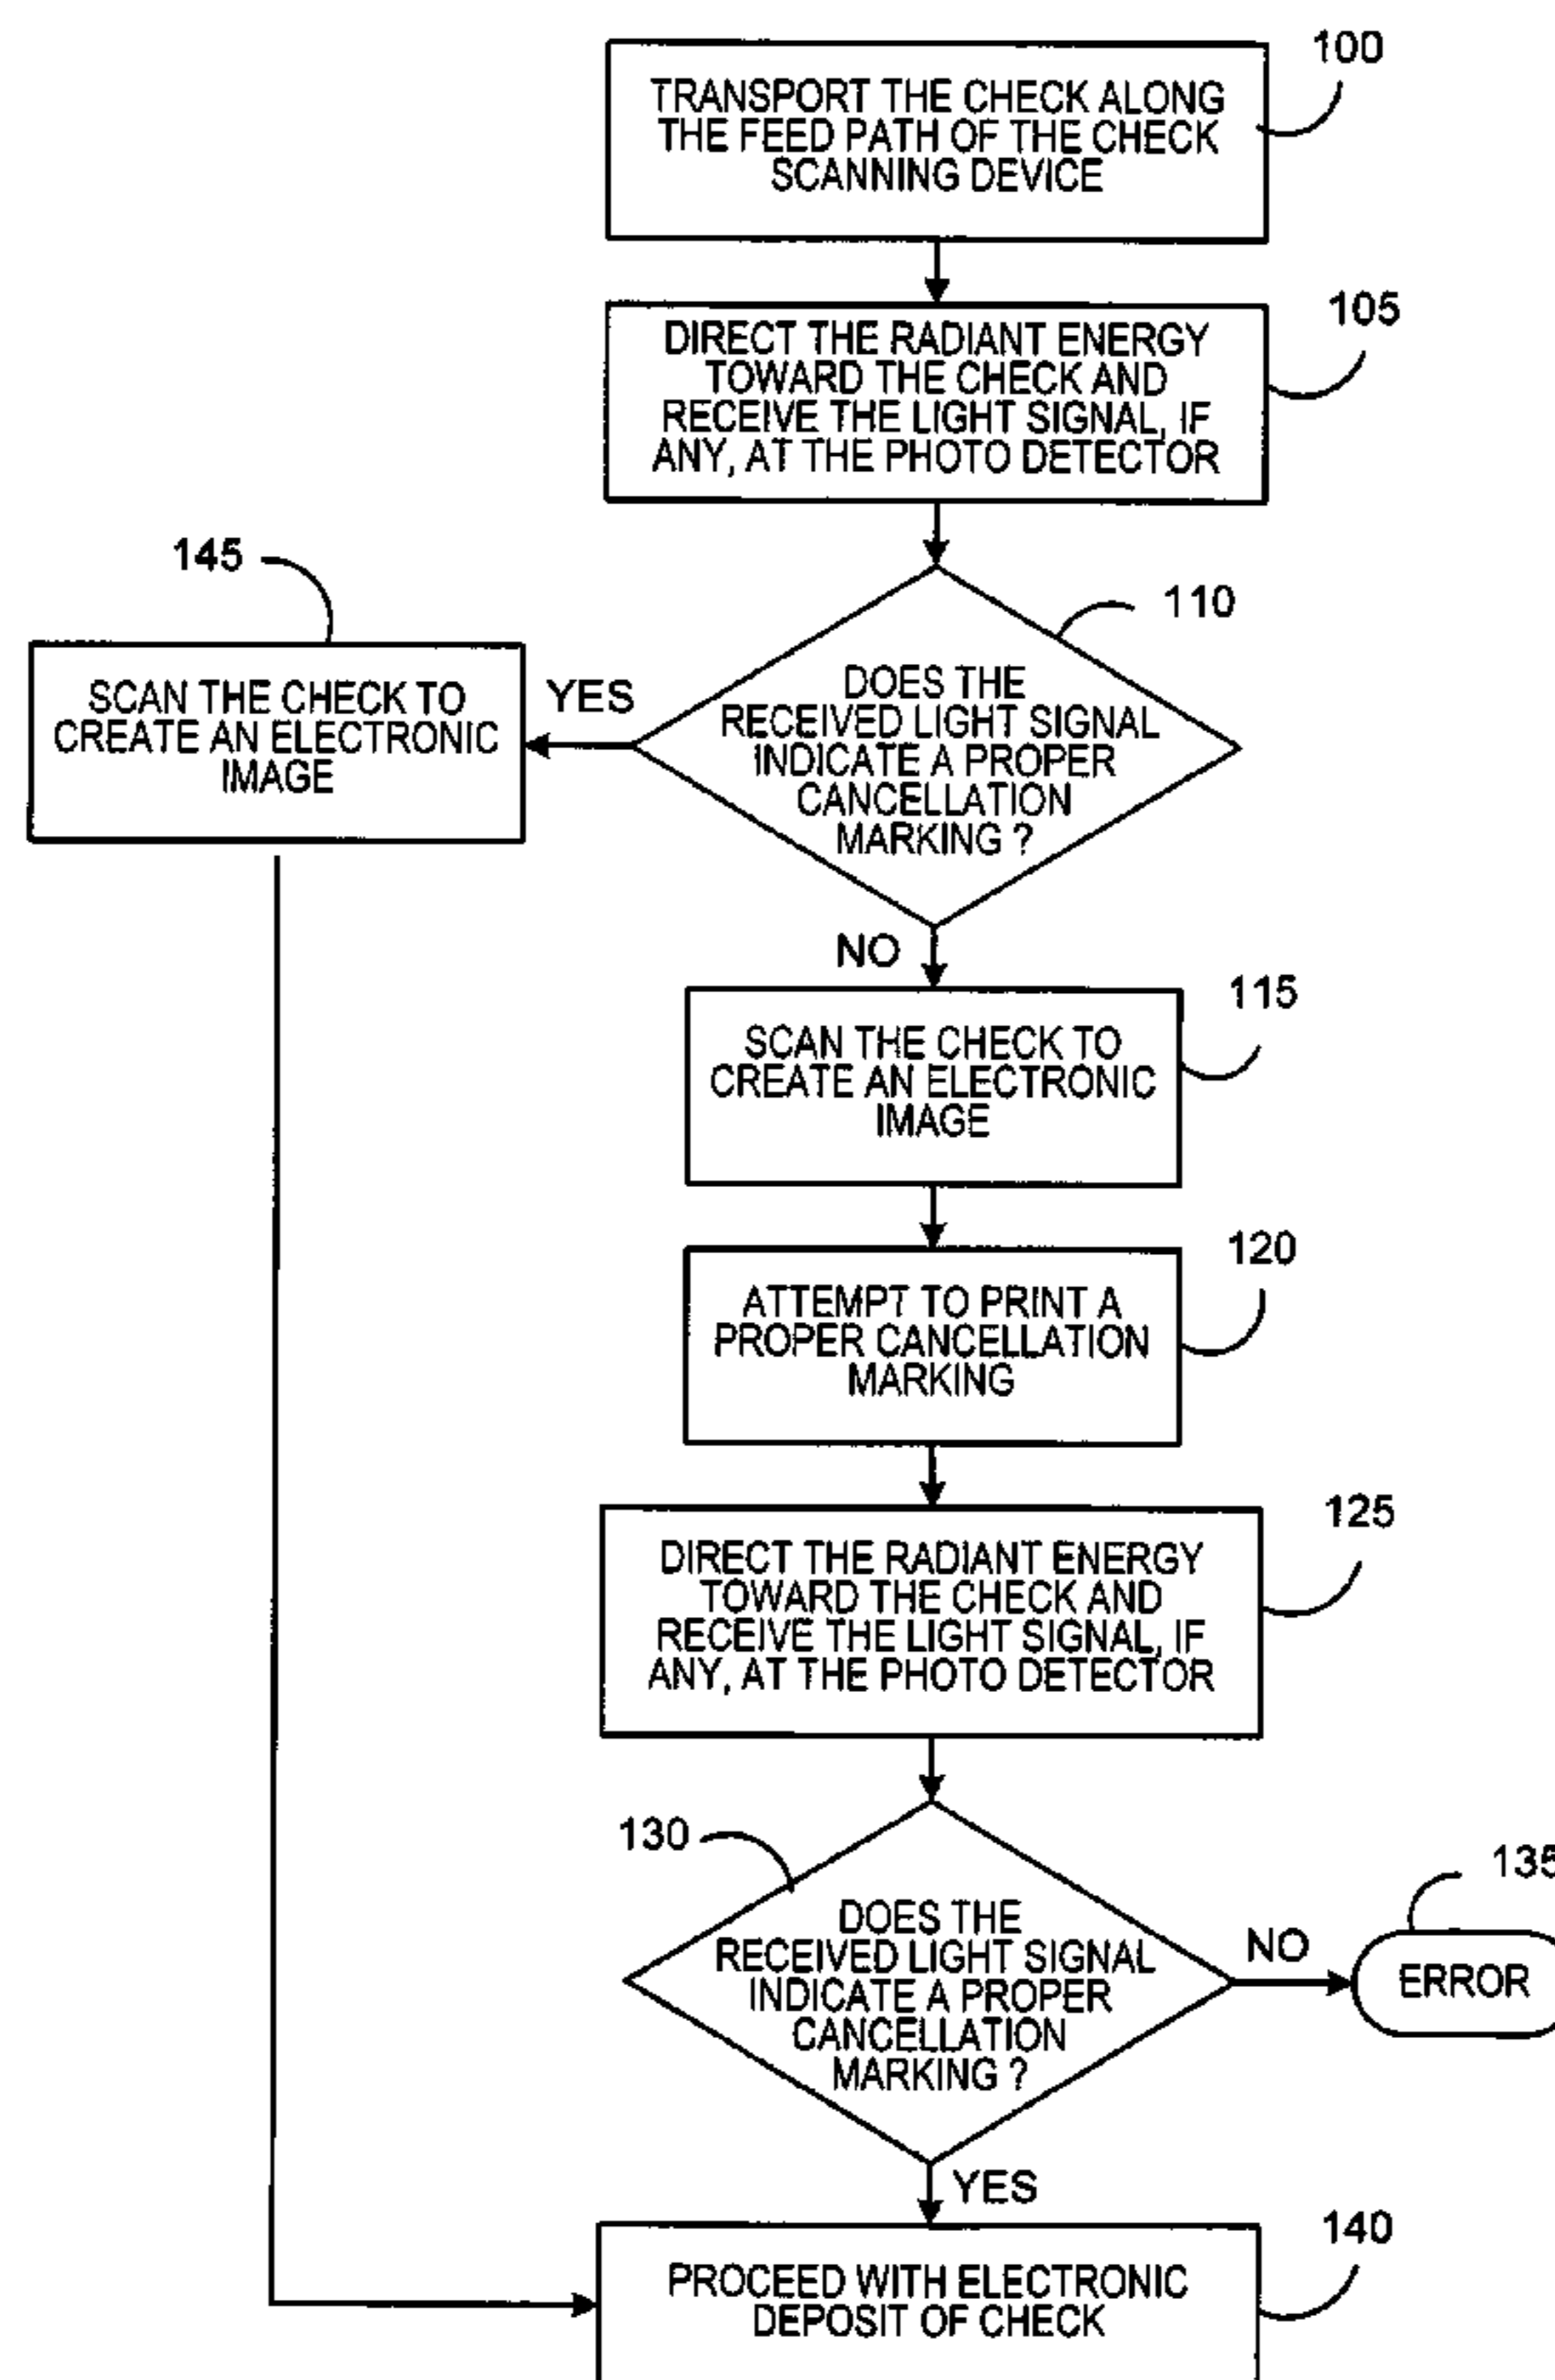 100
TRANSPORT THE CHECK ALONG
THE FEED PATH OF THE CHECK
SCANNING DEVICE
105
DIRECT THE RADIANT ENERGY
TOWARD THE CHECK AND
RECEIVE THE LIGHT SIGNAL, IF
ANY, AT THE PHOTO DETECTOR
145
110
SCAN THE CHECK TO
CREATE AN ELECTRONIC
IMAGE
YES
DOES THE
RECEIVED LIGHT SIGNAL
INDICATE A PROPER
CANCELLATION
MARKING ?
NO
115
SCAN THE CHECK TO
CREATE AN ELECTRONIC
IMAGE
120
ATTEMPT TO PRINT A
PROPER CANCELLATION
MARKING
125
DIRECT THE RADIANT ENERGY
TOWARD THE CHECK AND
RECEIVE THE LIGHT SIGNAL, IF
ANY, AT THE PHOTO DETECTOR
130
135
DOES THE
RECEIVED LIGHT SIGNAL
INDICATE A PROPER
CANCELLATION
MARKING ?
NO
ERROR
YES
140
PROCEED WITH ELECTRONIC
DEPOSIT OF CHECK